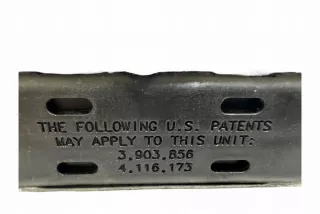 THE FOLLOWING U.S. PATENTS
MAY APPLY TO THIS UNIT:
3,903,856
4,116,173